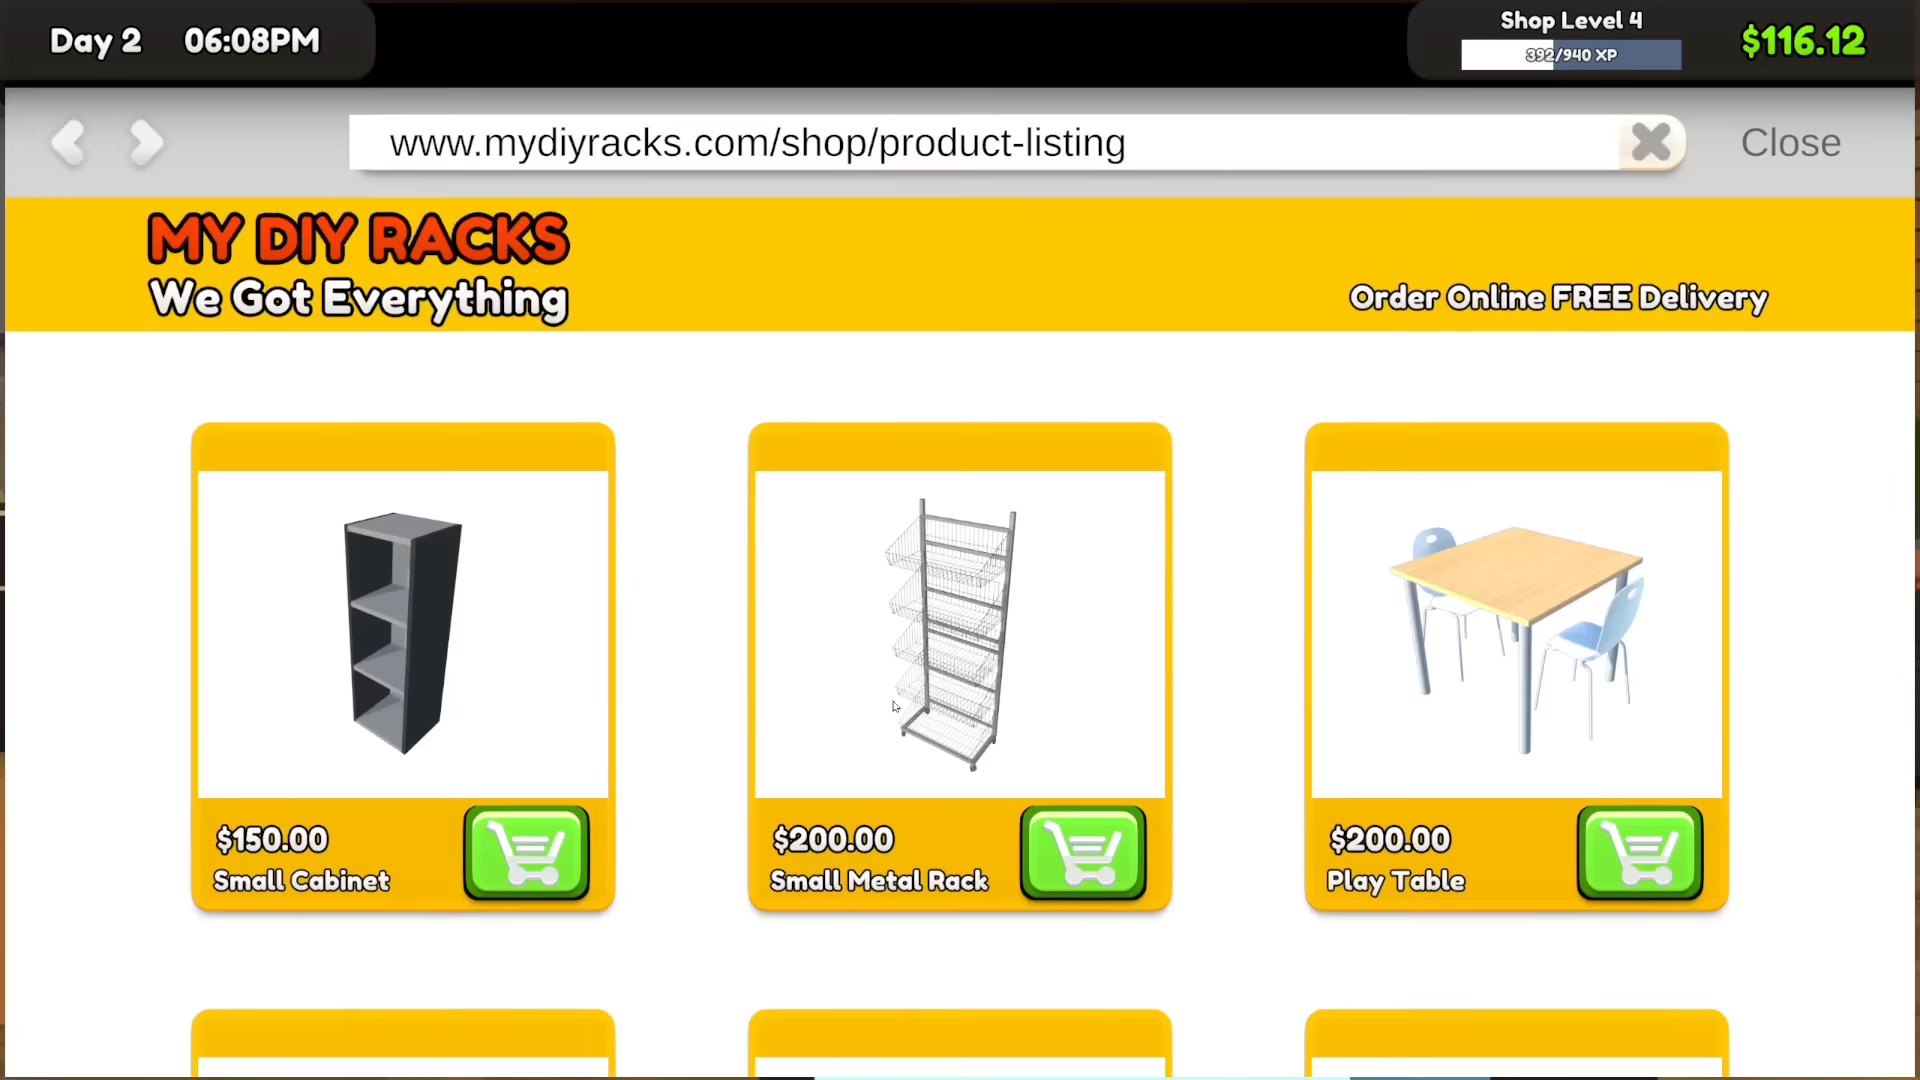 Day 2 06:08PM
Shop Level 4
392/940 XP
$116.12
www.mydiyracks.com/shop/product-listing
Close
MY DIY RACKS
We Got Everything
Order Online FREE Delivery
$150.00
Small Cabinet
$200.00
Small Metal Rack
$200.00
Play Table